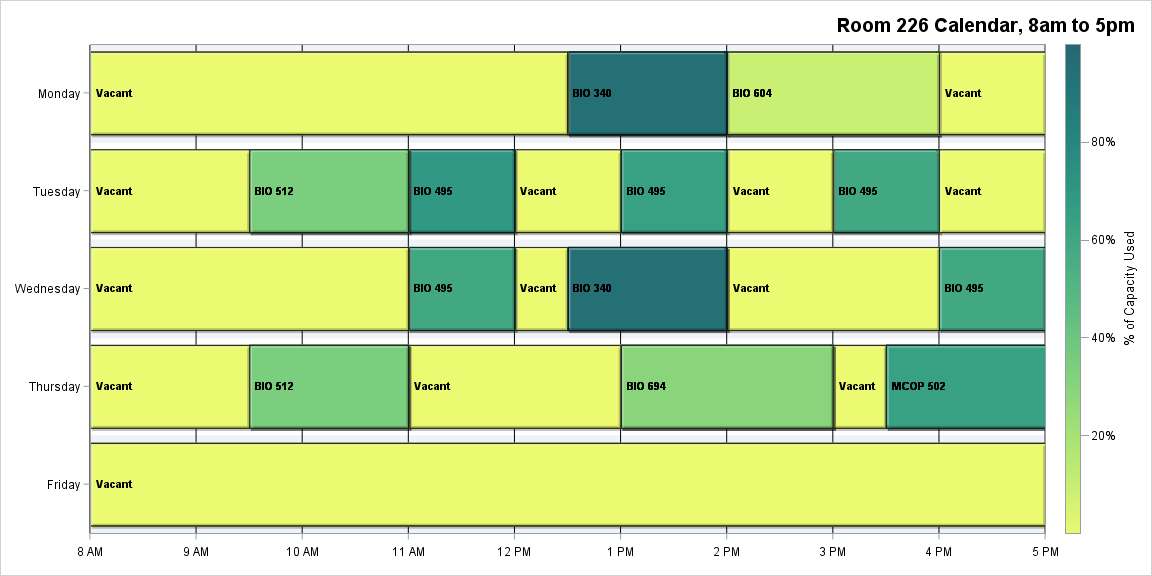 Room 226 Calendar, 8am to 5pm
Monday Vacant BIO 340 BIO 604 Vacant
Tuesday Vacant BIO 512 BIO 495 Vacant BIO 495 Vacant BIO 495 Vacant
Wednesday Vacant BIO 495 Vacant BIO 340 Vacant BIO 495
Thursday Vacant BIO 512 Vacant BIO 694 Vacant MCOP 502
Friday Vacant
8 AM 9 AM 10 AM 11 AM 12 PM 1 PM 2 PM 3 PM 4 PM 5 PM
80%
60%
40%
20%
% of Capacity Used